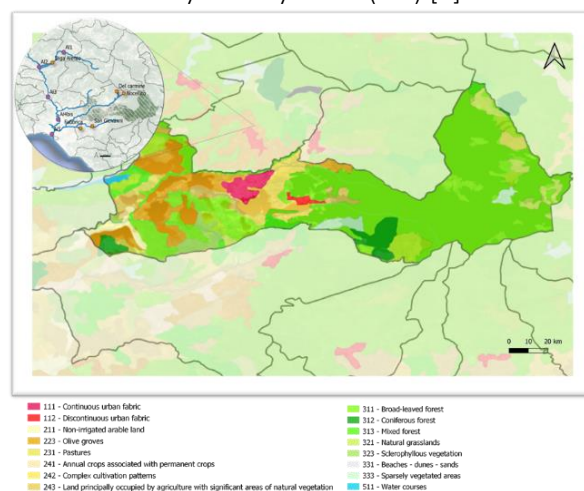 0 10 20 km
111 - Continuous urban fabric
112 - Discontinuous urban fabric
211 - Non-irrigated arable land
223 - Olive groves
231 - Pastures
241 - Annual crops associated with permanent crops
242 - Complex cultivation patterns
243 - Land principally occupied by agriculture with significant areas of natural vegetation
311 - Broad-leaved forest
312 - Coniferous forest
313 - Mixed forest
321 - Natural grasslands
323 - Sclerophyllous vegetation
331 - Beaches - dunes - sands
333 - Sparsely vegetated areas
511 - Water courses